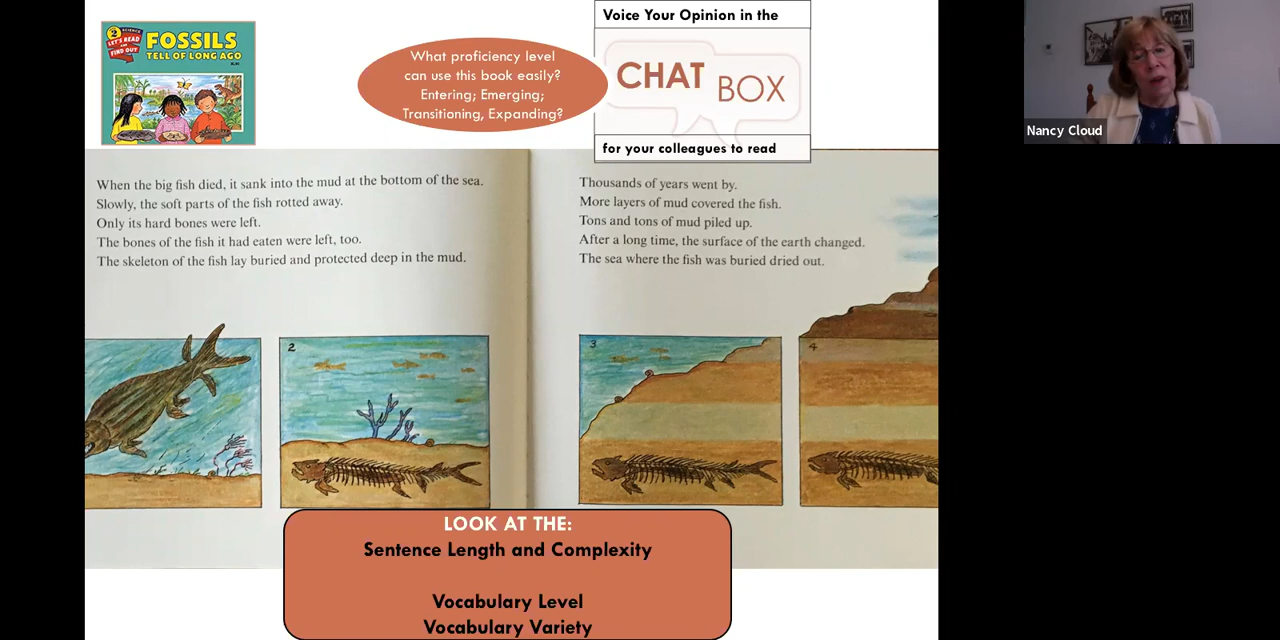 2
SCIENCE
LET'S READ
AND
FIND OUT
FOSSILS
TELL OF LONG AGO
What proficiency level
can use this book easily?
Entering; Emerging;
Transitioning, Expanding?
Voice Your Opinion in the
CHAT BOX
for your colleagues to read
Nancy Cloud
When the big fish died, it sank into the mud at the bottom of the sea.
Slowly, the soft parts of the fish rotted away.
Only its hard bones were left.
The bones of the fish it had eaten were left, too.
The skeleton of the fish lay buried and protected deep in the mud.
Thousands of years went by.
More layers of mud covered the fish.
Tons and tons of mud piled up.
After a long time, the surface of the earth changed.
The sea where the fish was buried dried out.
2
3
4
LOOK AT THE:
Sentence Length and Complexity
Vocabulary Level
Vocabulary Variety